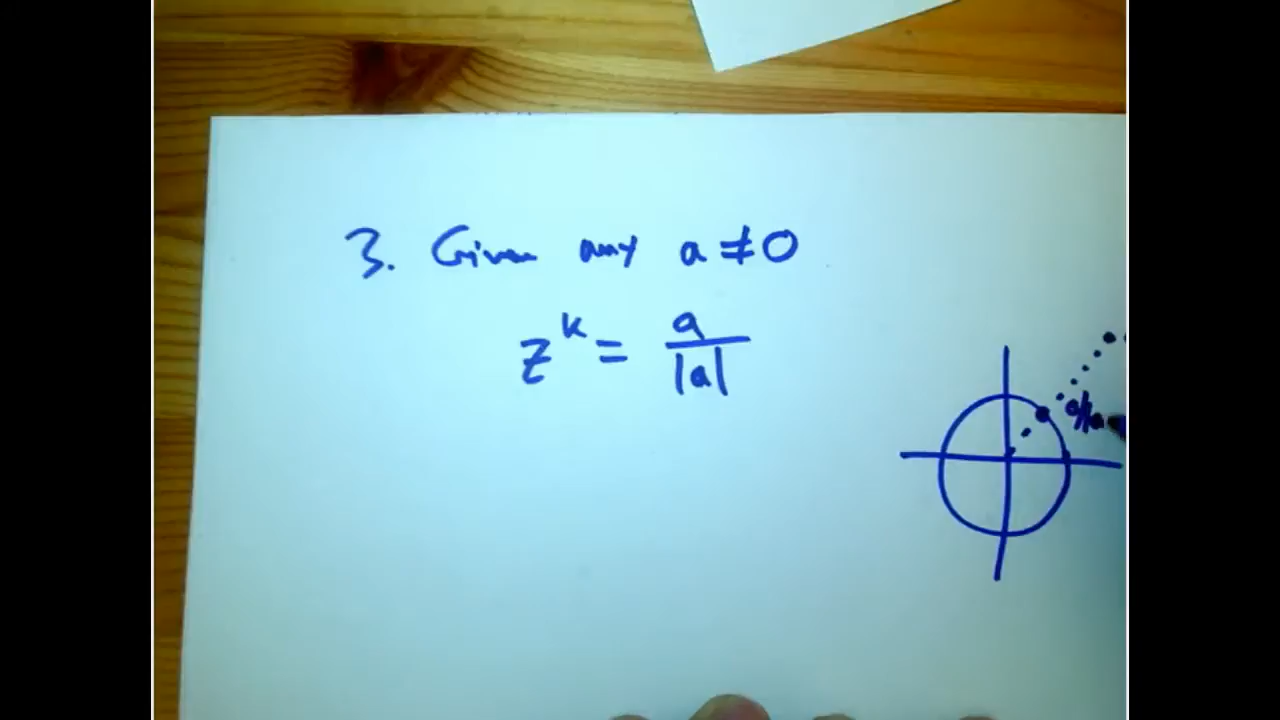 3. Given any a ≠ 0
z^k = a/|a|